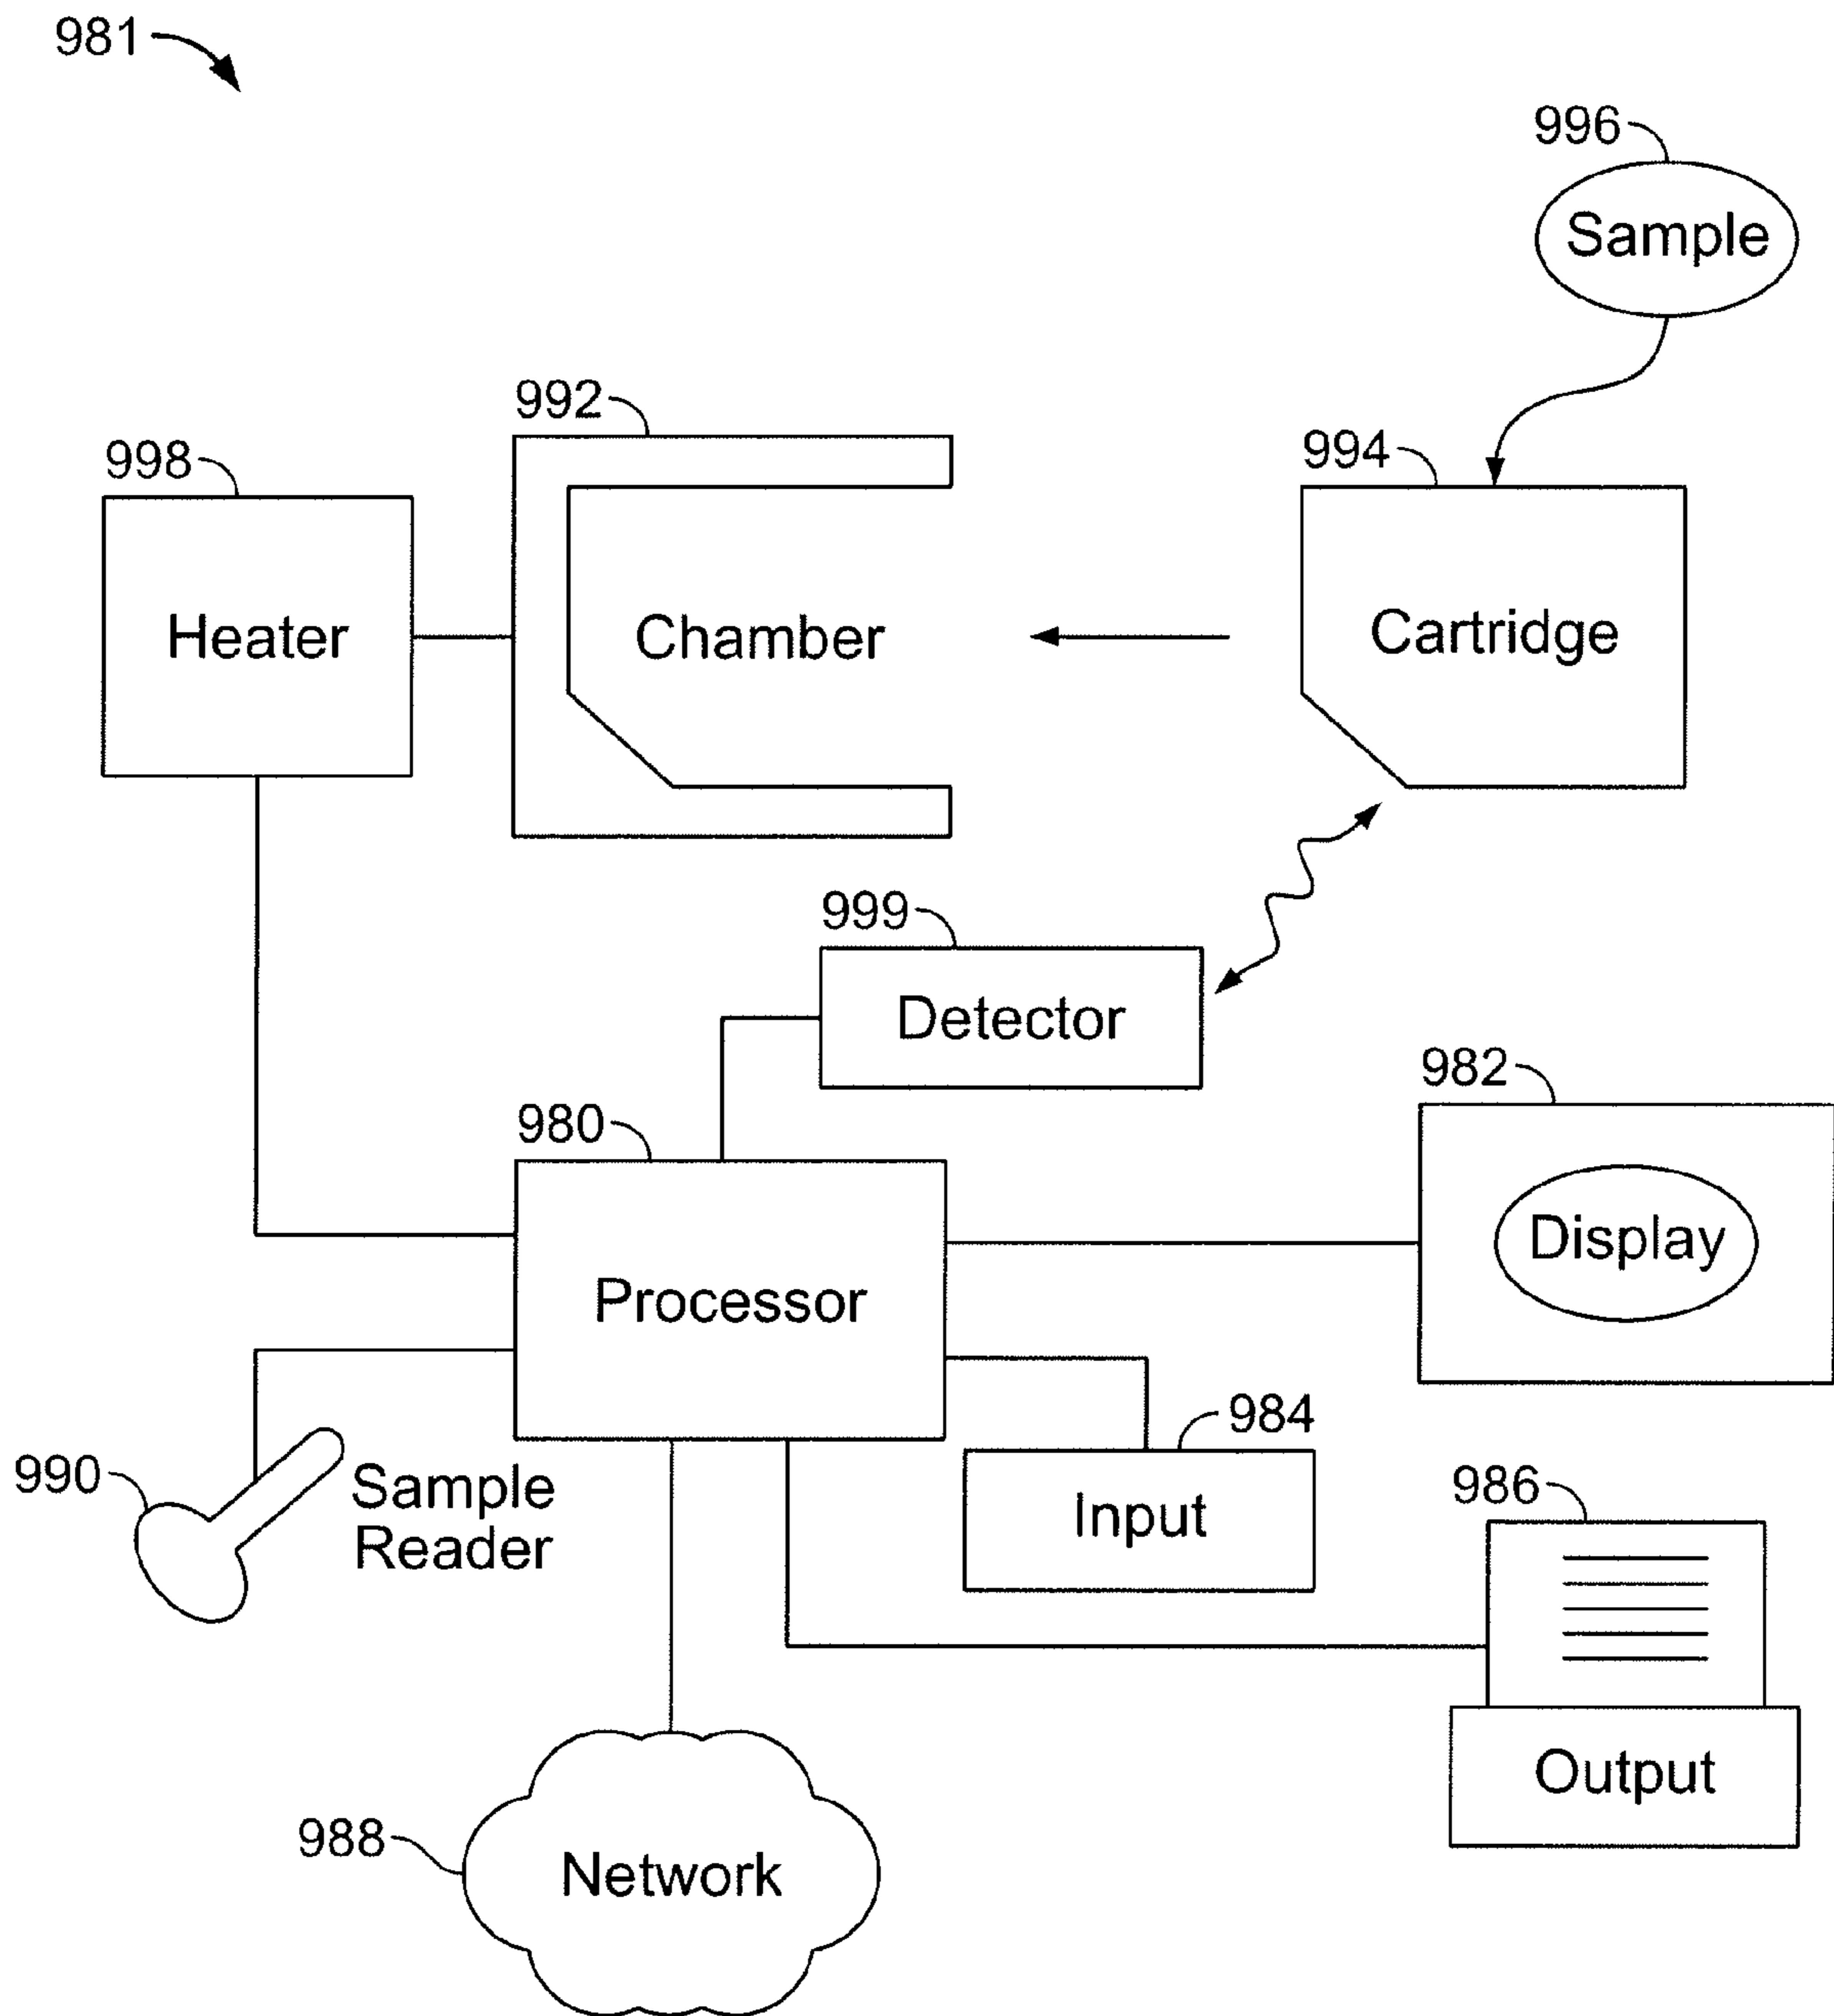 981
996
Sample
992
998
994
Heater
Chamber
Cartridge
999
Detector
982
980
Display
Processor
984
990
Sample
Reader
986
Input
Output
988
Network